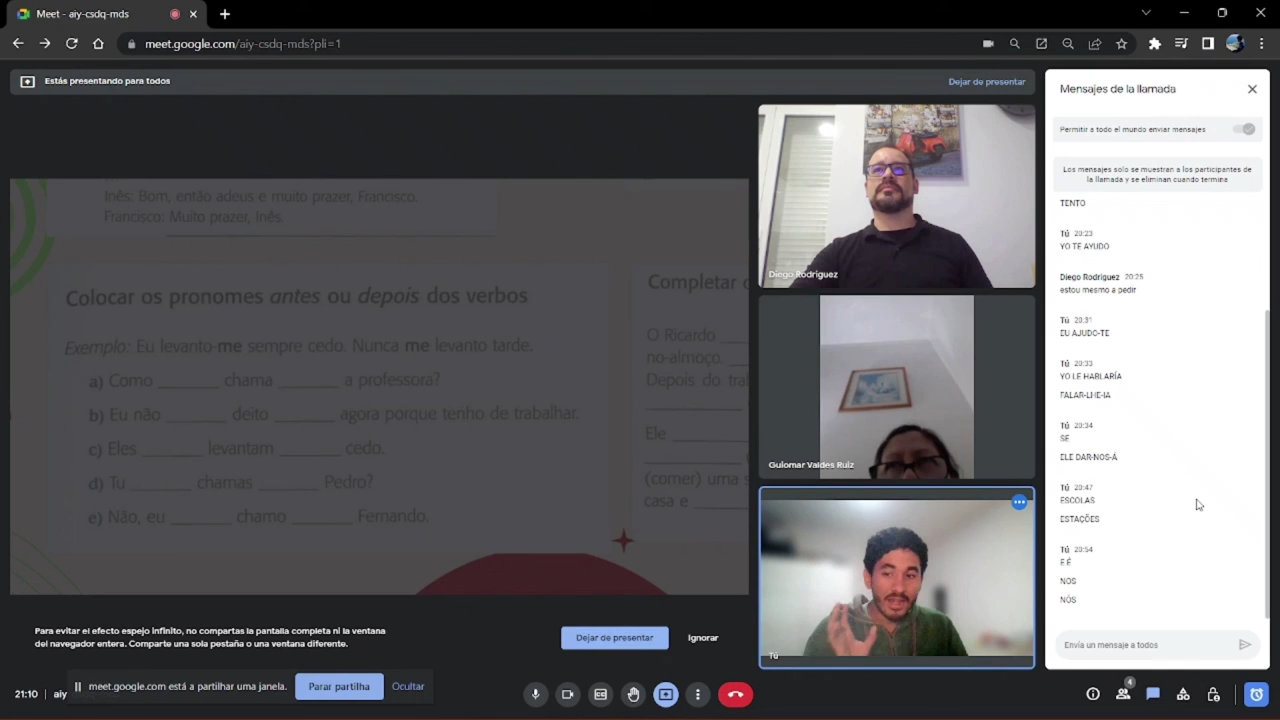 Meet - aiy-csdq-mds
meet.google.com/aiy-csdq-mds?pli=1
Estás presentando para todos
Dejar de presentar
Inês: Bom, então adeus e muito prazer, Francisco.
Francisco: Muito prazer, Inês.
Colocar os pronomes antes ou depois dos verbos
Exemplo: Eu levanto-me sempre cedo. Nunca me levanto tarde.
a) Como ______ chama ______ a professora?
b) Eu não ______ deito ______ agora porque tenho de trabalhar.
c) Eles ______ levantam ______ cedo.
d) Tu ______ chamas ______ Pedro?
e) Não, eu ______ chamo ______ Fernando.
Completar
O Ricardo
no-almoço.
Depois do
Ele
(comer) uma
casa e
Para evitar el efecto espejo infinito, no compartas la pantalla completa ni la ventana
del navegador entera. Comparte una sola pestaña o una ventana diferente.
Dejar de presentar
Ignorar
Diego Rodriguez
Guiomar Valdes Ruiz
Tú
Mensajes de la llamada
Permitir a todo el mundo enviar mensajes
Los mensajes solo se muestran a los participantes de
la llamada y se eliminan cuando termina
TENTO
Tú 20:23
YO TE AYUDO
Diego Rodriguez 20:25
estou mesmo a pedir
Tú 20:31
EU AJUDO-TE
Tú 20:33
YO LE HABLARÍA
FALAR-LHE-IA
Tú 20:34
SE
ELE DAR-NOS-Á
Tú 20:47
ESCOLAS
ESTAÇÕES
Tú 20:54
E É
NOS
NÓS
Envía un mensaje a todos
21:10 | aiy
meet.google.com está a partilhar uma janela.
Parar partilha
Ocultar
4